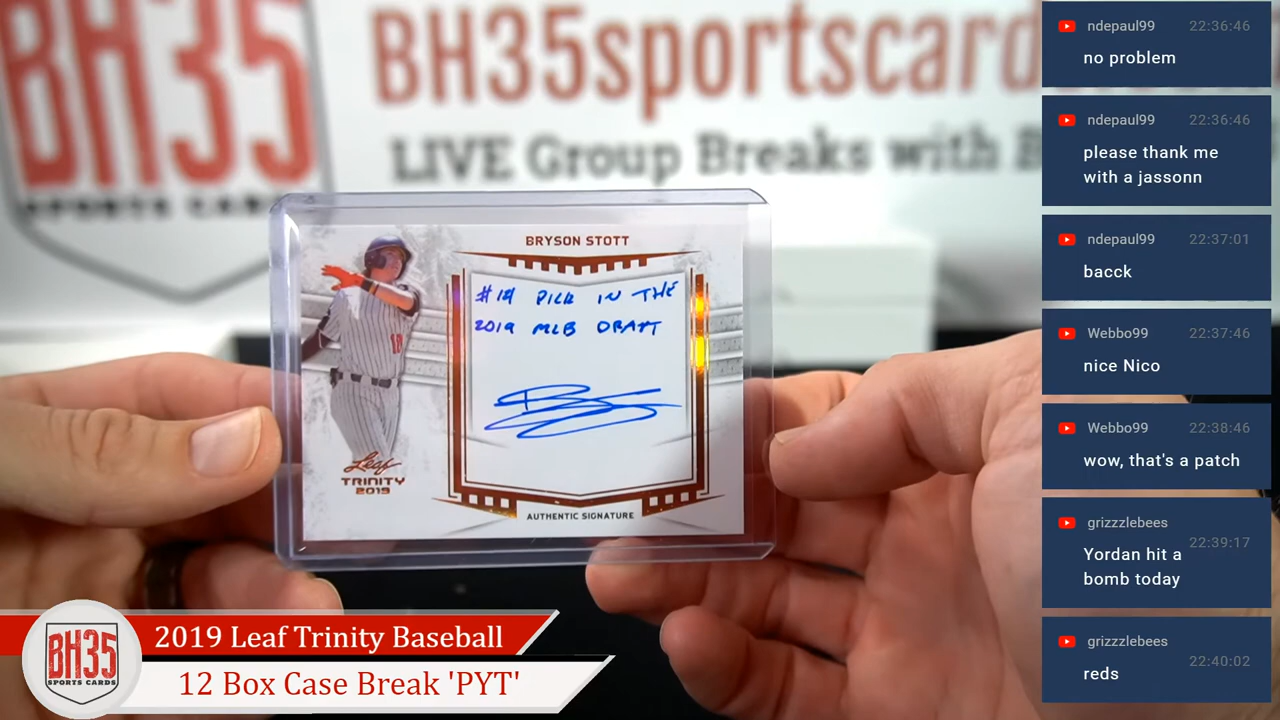 BH35
SPORTS CARDS
BH35sportscard
LIVE Group Breaks with B
BRYSON STOTT
#14 PICK IN THE
2019 MLB DRAFT
10
Leaf
TRINITY
2019
AUTHENTIC SIGNATURE
BH35
SPORTS CARDS
2019 Leaf Trinity Baseball
12 Box Case Break 'PYT'
ndepaul99 22:36:46
no problem
ndepaul99 22:36:46
please thank me
with a jassonn
ndepaul99 22:37:01
bacck
Webbo99 22:37:46
nice Nico
Webbo99 22:38:46
wow, that's a patch
grizzzlebees 22:39:17
Yordan hit a
bomb today
grizzzlebees 22:40:02
reds